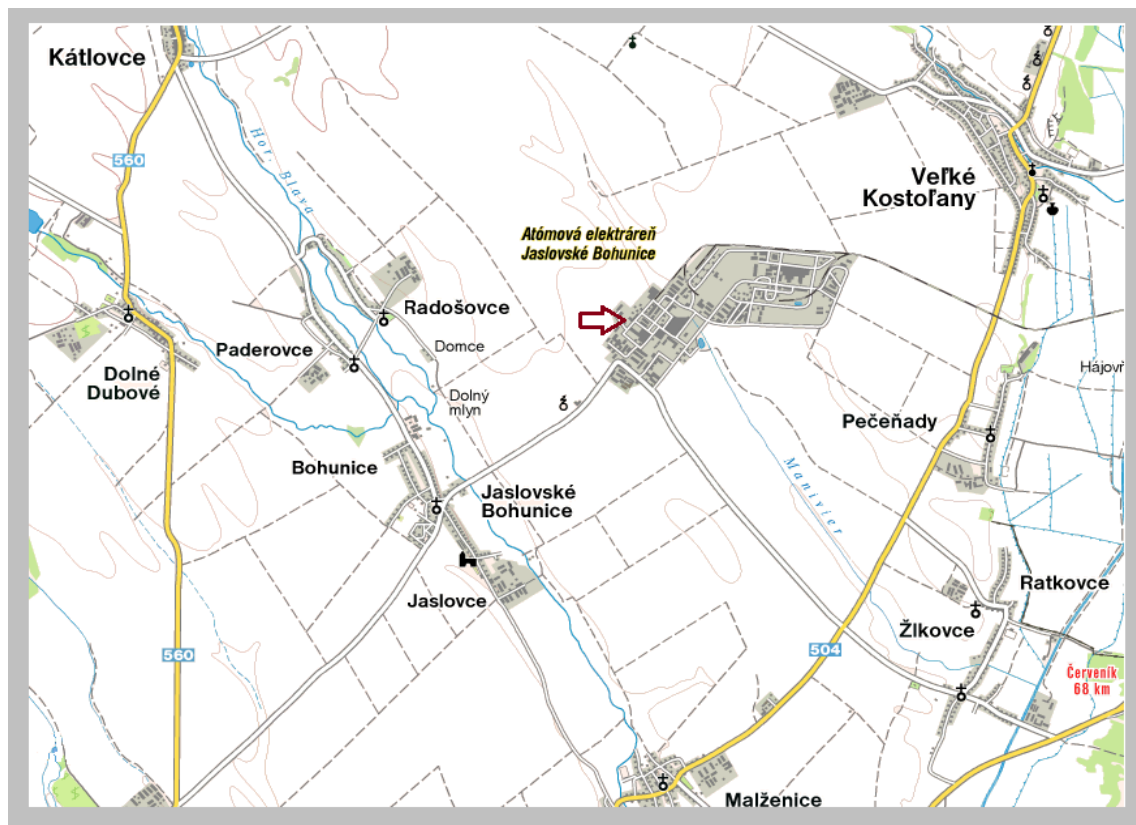 Kátlovce
560
Hor. Blava
Veľké
Kostoľany
Atómová elektráreň
Jaslovské Bohunice
Radošovce
Paderovce
Domce
Dolné
Dubové
Dolný
mlyn
Hájovň
Pečeňady
Bohunice
Jaslovské
Bohunice
Manivier
Jaslovce
Ratkovce
Žlkovce
560
504
Červeník
68 km
Malženice